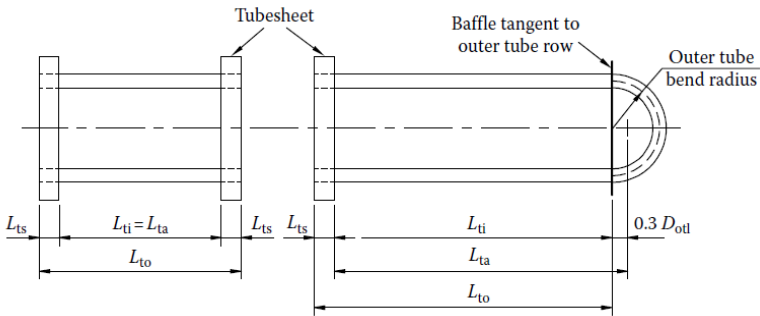 Tubesheet
Baffle tangent to
outer tube row
Outer tube
bend radius
Lts
Lti = Lta
Lts
Lts
Lti
0.3 Dotl
Lto
Lta
Lto